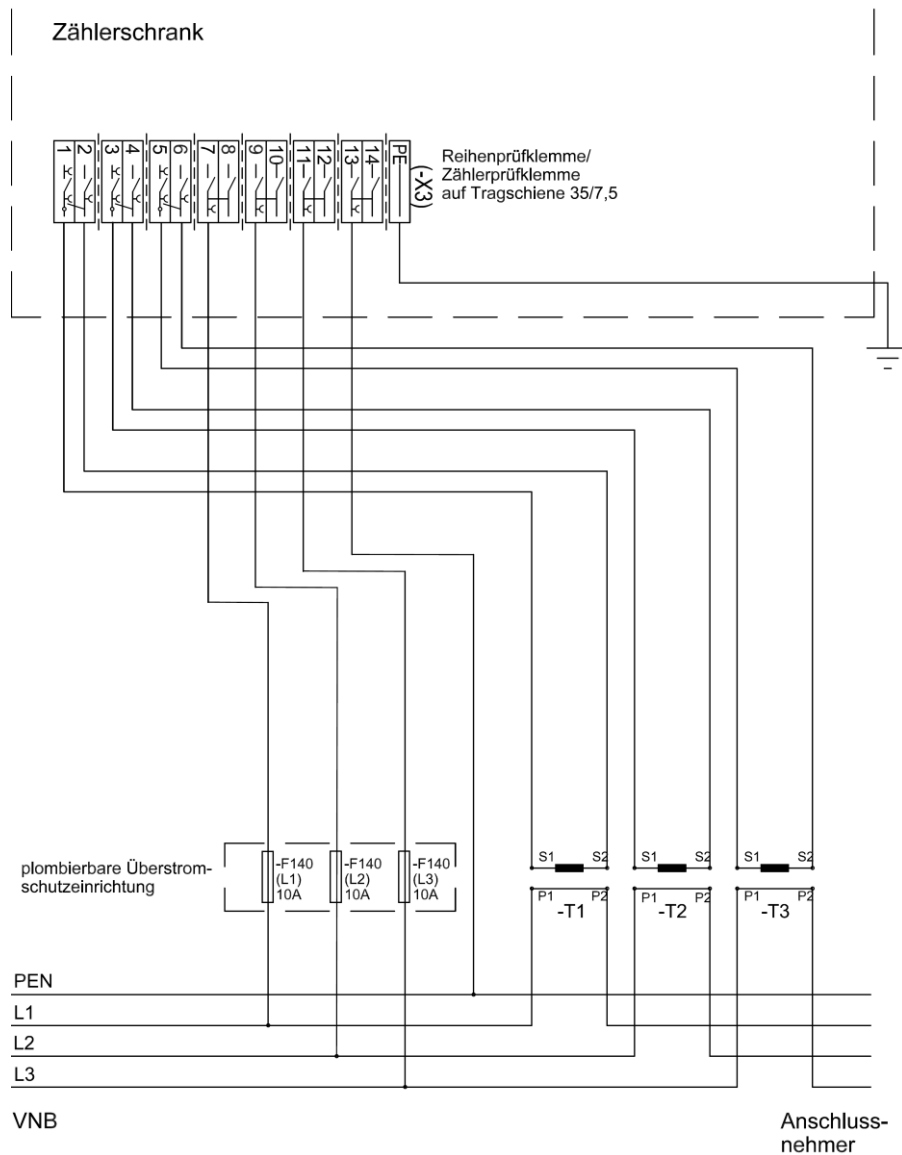 Zählerschrank
1 2 3 4 5 6 7 8 9 10 11 12 13 14 PE
(-X3)
Reihenprüfklemme/
Zählerprüfklemme
auf Tragschiene 35/7,5
plombierbare Überstrom-
schutzeinrichtung
-F140
(L1)
10A
-F140
(L2)
10A
-F140
(L3)
10A
S1 S2
P1 P2
-T1
S1 S2
P1 P2
-T2
S1 S2
P1 P2
-T3
PEN
L1
L2
L3
VNB
Anschluss-
nehmer